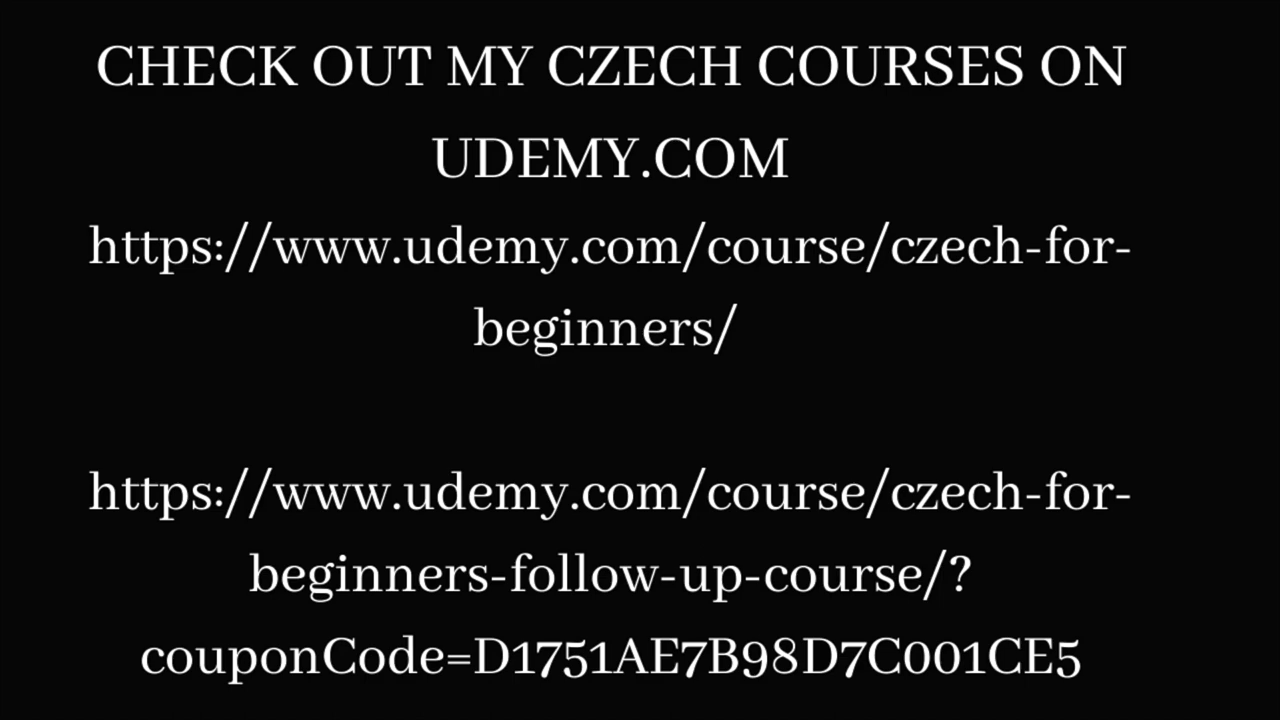 CHECK OUT MY CZECH COURSES ON
UDEMY.COM
https://www.udemy.com/course/czech-for-
beginners/
https://www.udemy.com/course/czech-for-
beginners-follow-up-course/?
couponCode=D1751AE7B98D7C001CE5